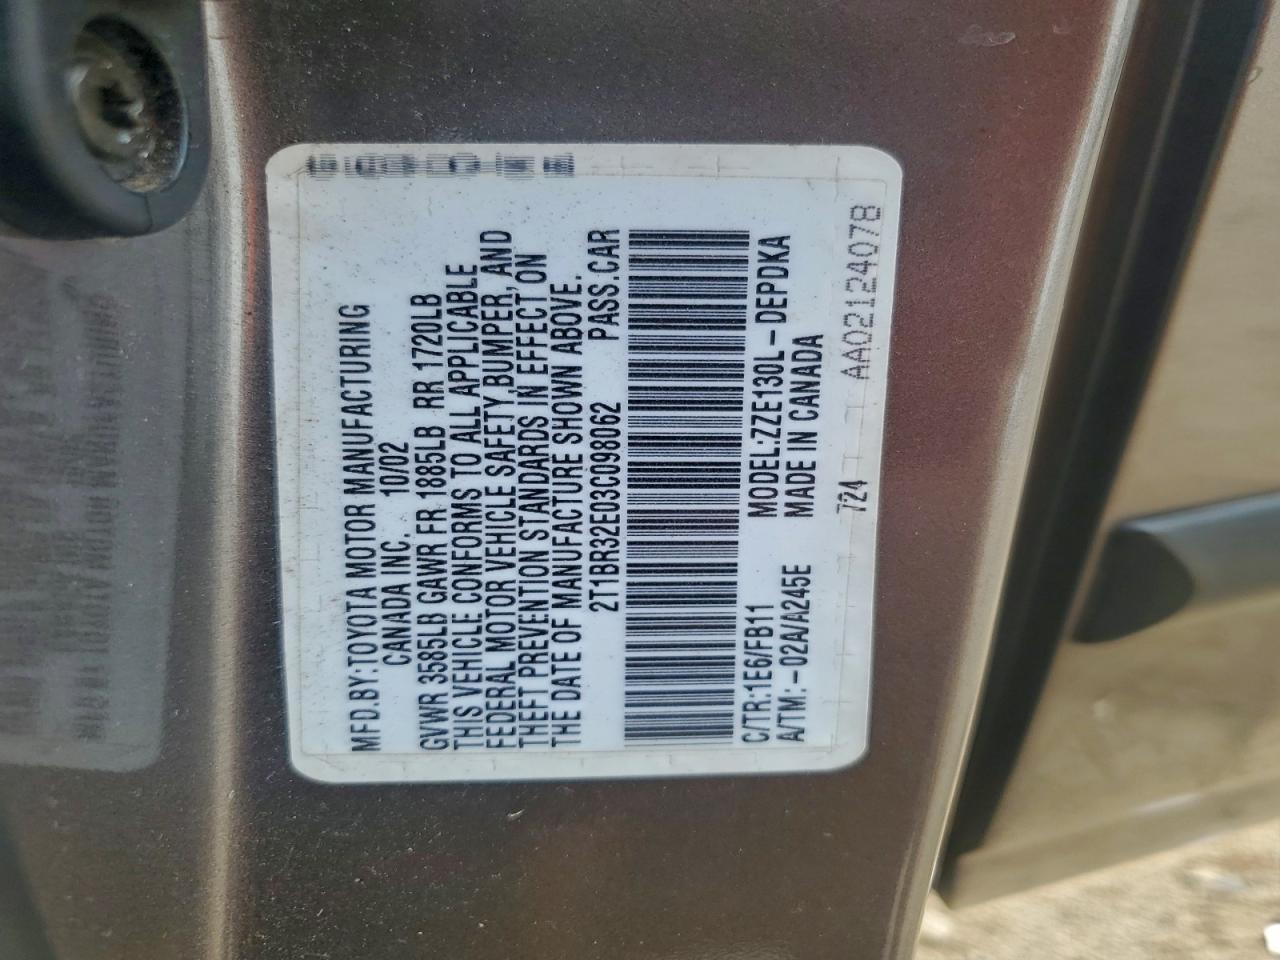 MFD.BY:TOYOTA MOTOR MANUFACTURING
CANADA INC. 10/02
GVWR 3585LB GAWR FR 1885LB RR 1720LB
THIS VEHICLE CONFORMS TO ALL APPLICABLE
FEDERAL MOTOR VEHICLE SAFETY,BUMPER, AND
THEFT PREVENTION STANDARDS IN EFFECT ON
THE DATE OF MANUFACTURE SHOWN ABOVE.
2T1BR32E03C098062 PASS.CAR
C/TR:1E6/FB11 MODEL:ZZE130L-DEPDKA
A/TM:-02A/A245E MADE IN CANADA
724 AA02124078